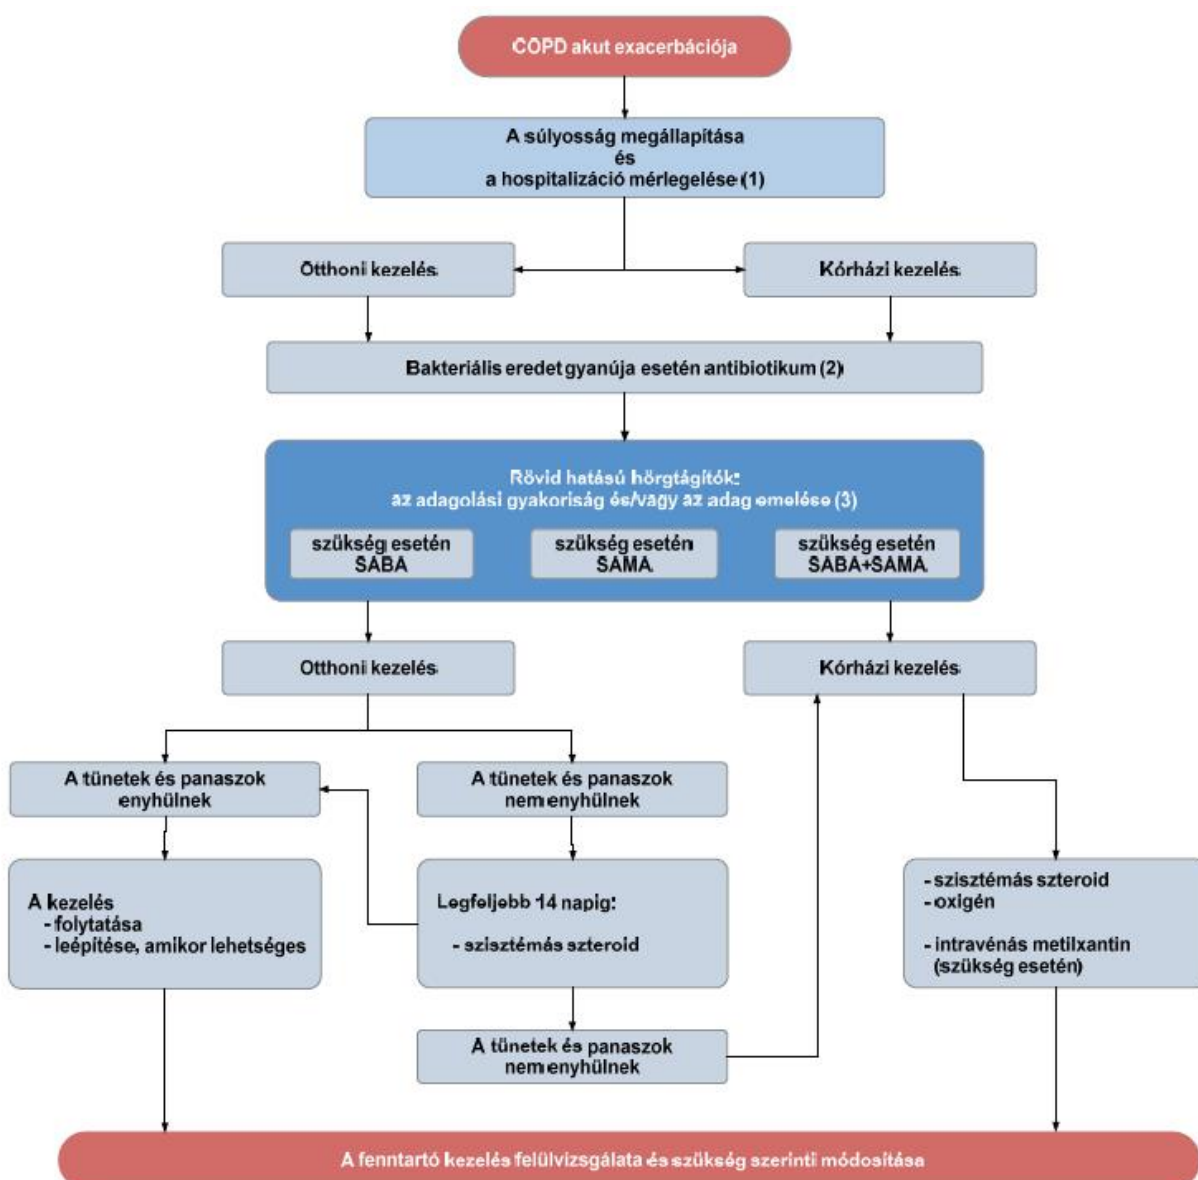 COPD akut exacerbációja
A súlyosság megállapítása
és
a hospitalizáció mérlegelése (1)
Otthoni kezelés
Kórházi kezelés
Bakteriális eredet gyanúja esetén antibiotikum (2)
Rövid hatású hörgtágítók:
az adagolási gyakoriság és/vagy az adag emelése (3)
szükség esetén
SABA
szükség esetén
SAMA
szükség esetén
SABA+SAMA
Otthoni kezelés
Kórházi kezelés
A tünetek és panaszok
enyhülnek
A tünetek és panaszok
nem enyhülnek
A kezelés
- folytatása
- leépítése, amikor lehetséges
Legfeljebb 14 napig:
- szisztémás szteroid
- szisztémás szteroid
- oxigén
- intravénás metilxantin
(szükség esetén)
A tünetek és panaszok
nem enyhülnek
A fenntartó kezelés felülvizsgálata és szükség szerinti módosítása